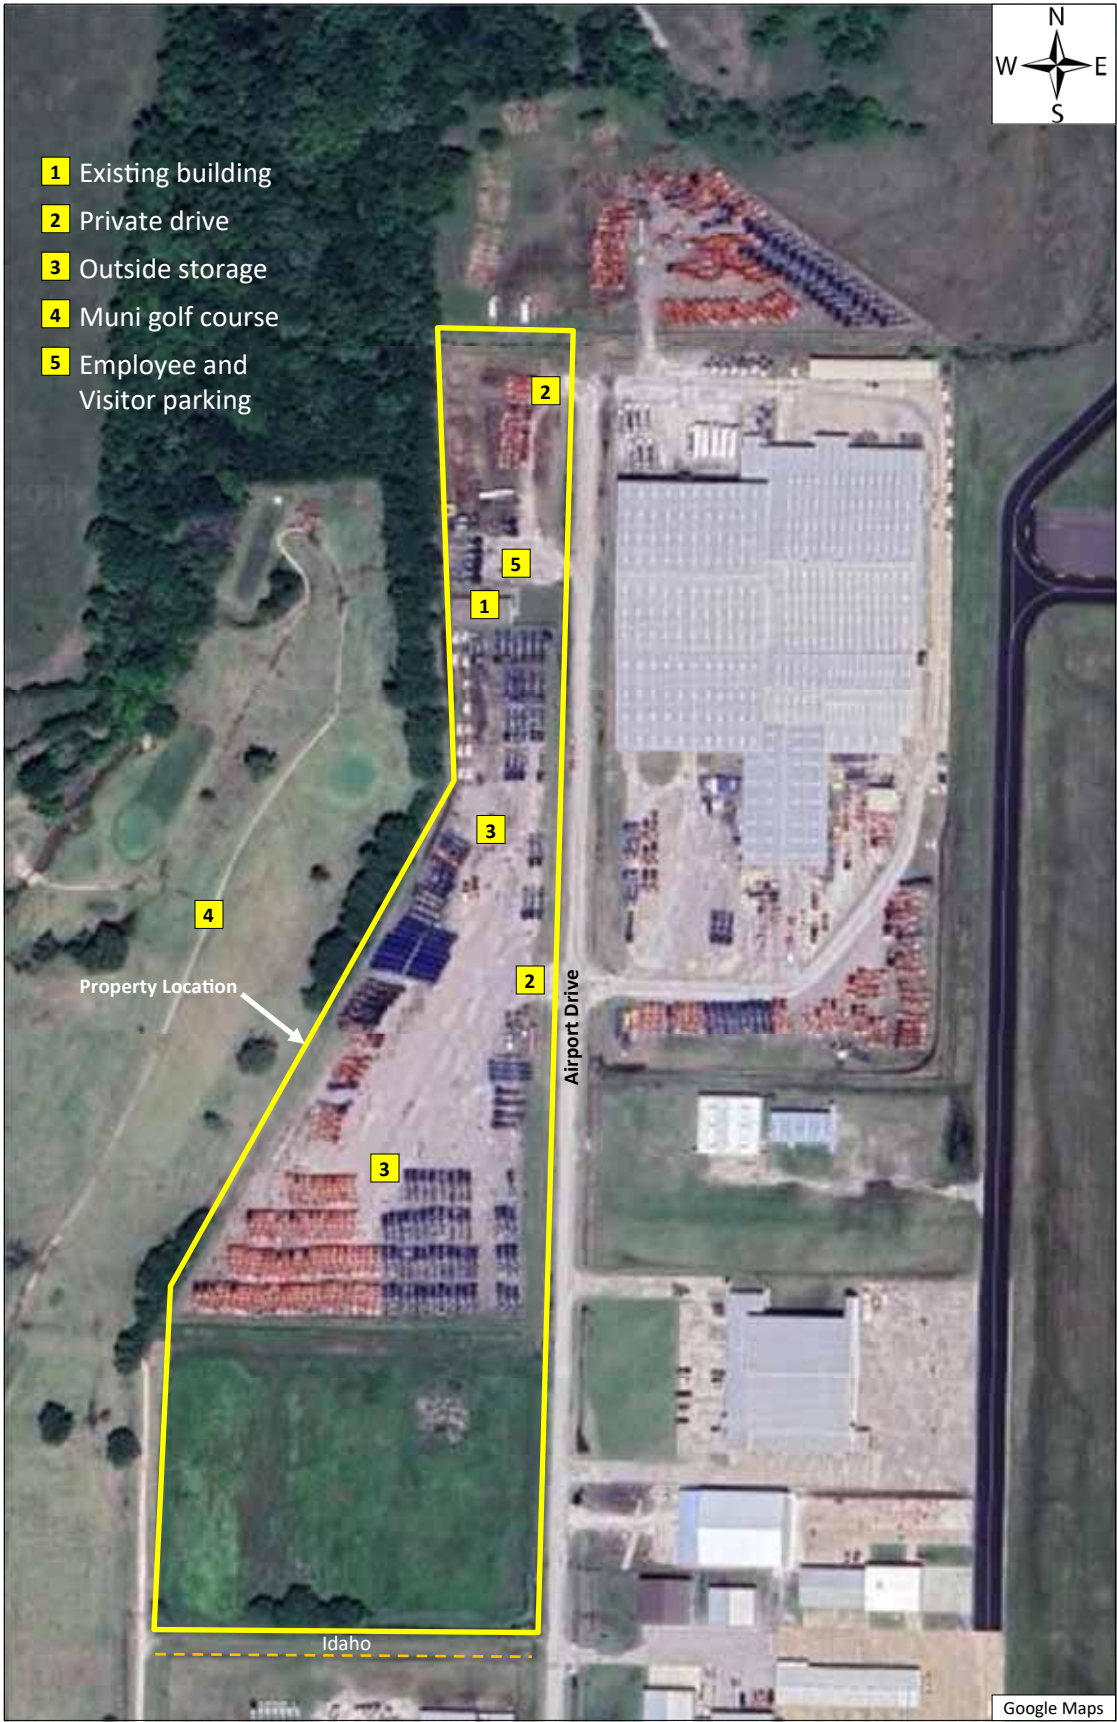 N
W E
S
1 Existing building
2 Private drive
3 Outside storage
4 Muni golf course
5 Employee and
Visitor parking
2
5
1
3
4
Property Location
2
Airport Drive
3
Idaho
Google Maps